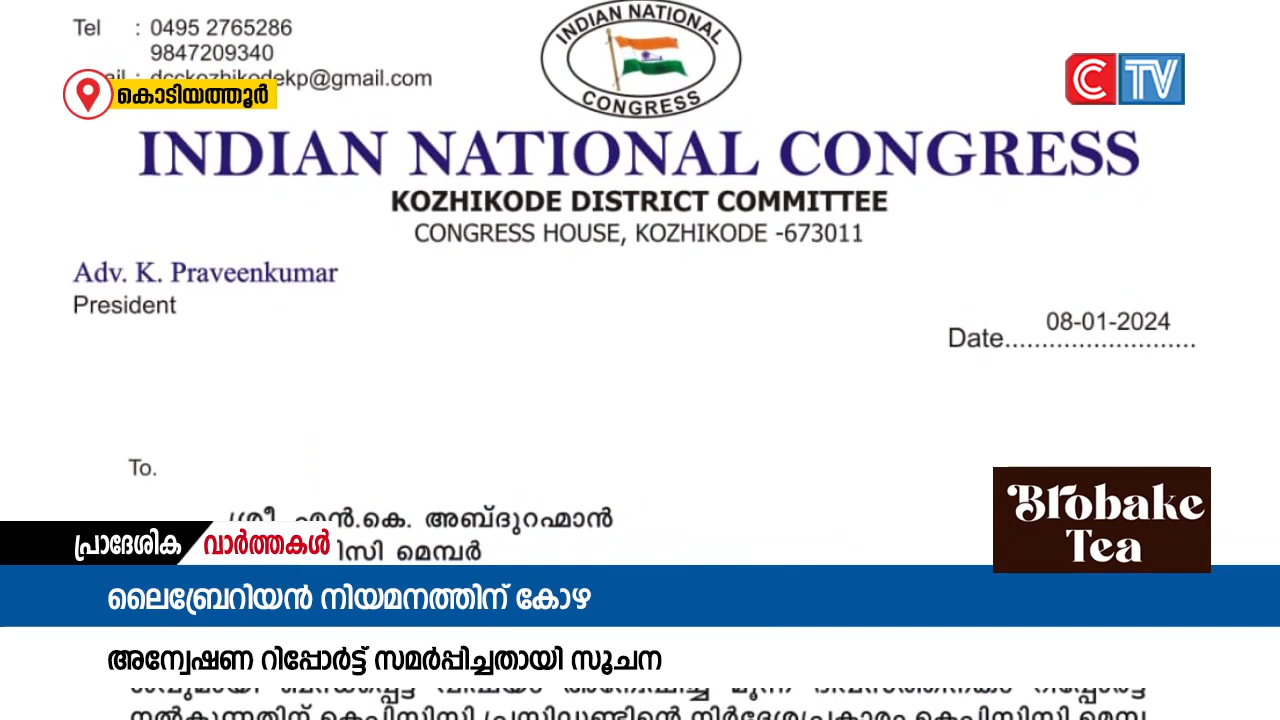 Tel : 0495 2765286
9847209340
dcckozhikodekp@gmail.com
INDIAN NATIONAL
CONGRESS
കൊടിയത്തൂർ
C TV
INDIAN NATIONAL CONGRESS
KOZHIKODE DISTRICT COMMITTEE
CONGRESS HOUSE, KOZHIKODE -673011
Adv. K. Praveenkumar
President
08-01-2024
Date..........................
To.
ശ്രീ എൻ.കെ. അബ്ദുറഹ്മാൻ
മെമ്പർ
Brobake
Tea
പ്രാദേശിക വാർത്തകൾ
ലൈബ്രേറിയൻ നിയമനത്തിന് കോഴ
അന്വേഷണ റിപ്പോർട്ട് സമർപ്പിച്ചതായി സൂചന